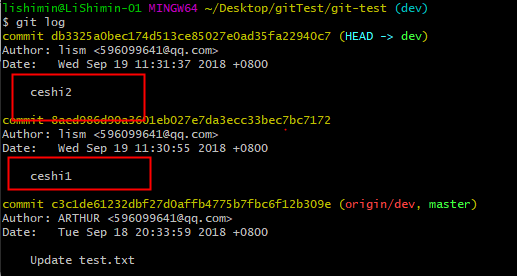 lishimin@LiShimin-01 MINGW64 ~/Desktop/gitTest/git-test (dev)
$ git log
commit db3325a0bec174d513ce85027e0ad35fa22940c7 (HEAD -> dev)
Author: lism <596099641@qq.com>
Date: Wed Sep 19 11:31:37 2018 +0800
ceshi2
commit 8aed986d90a3601eb027e7da3ecc33bec7bc7172
Author: lism <596099641@qq.com>
Date: Wed Sep 19 11:30:55 2018 +0800
ceshi1
commit c3c1de61232dbf27d0affb4775b7fbc6f12b309e (origin/dev, master)
Author: ARTHUR <596099641@qq.com>
Date: Tue Sep 18 20:33:59 2018 +0800
Update test.txt